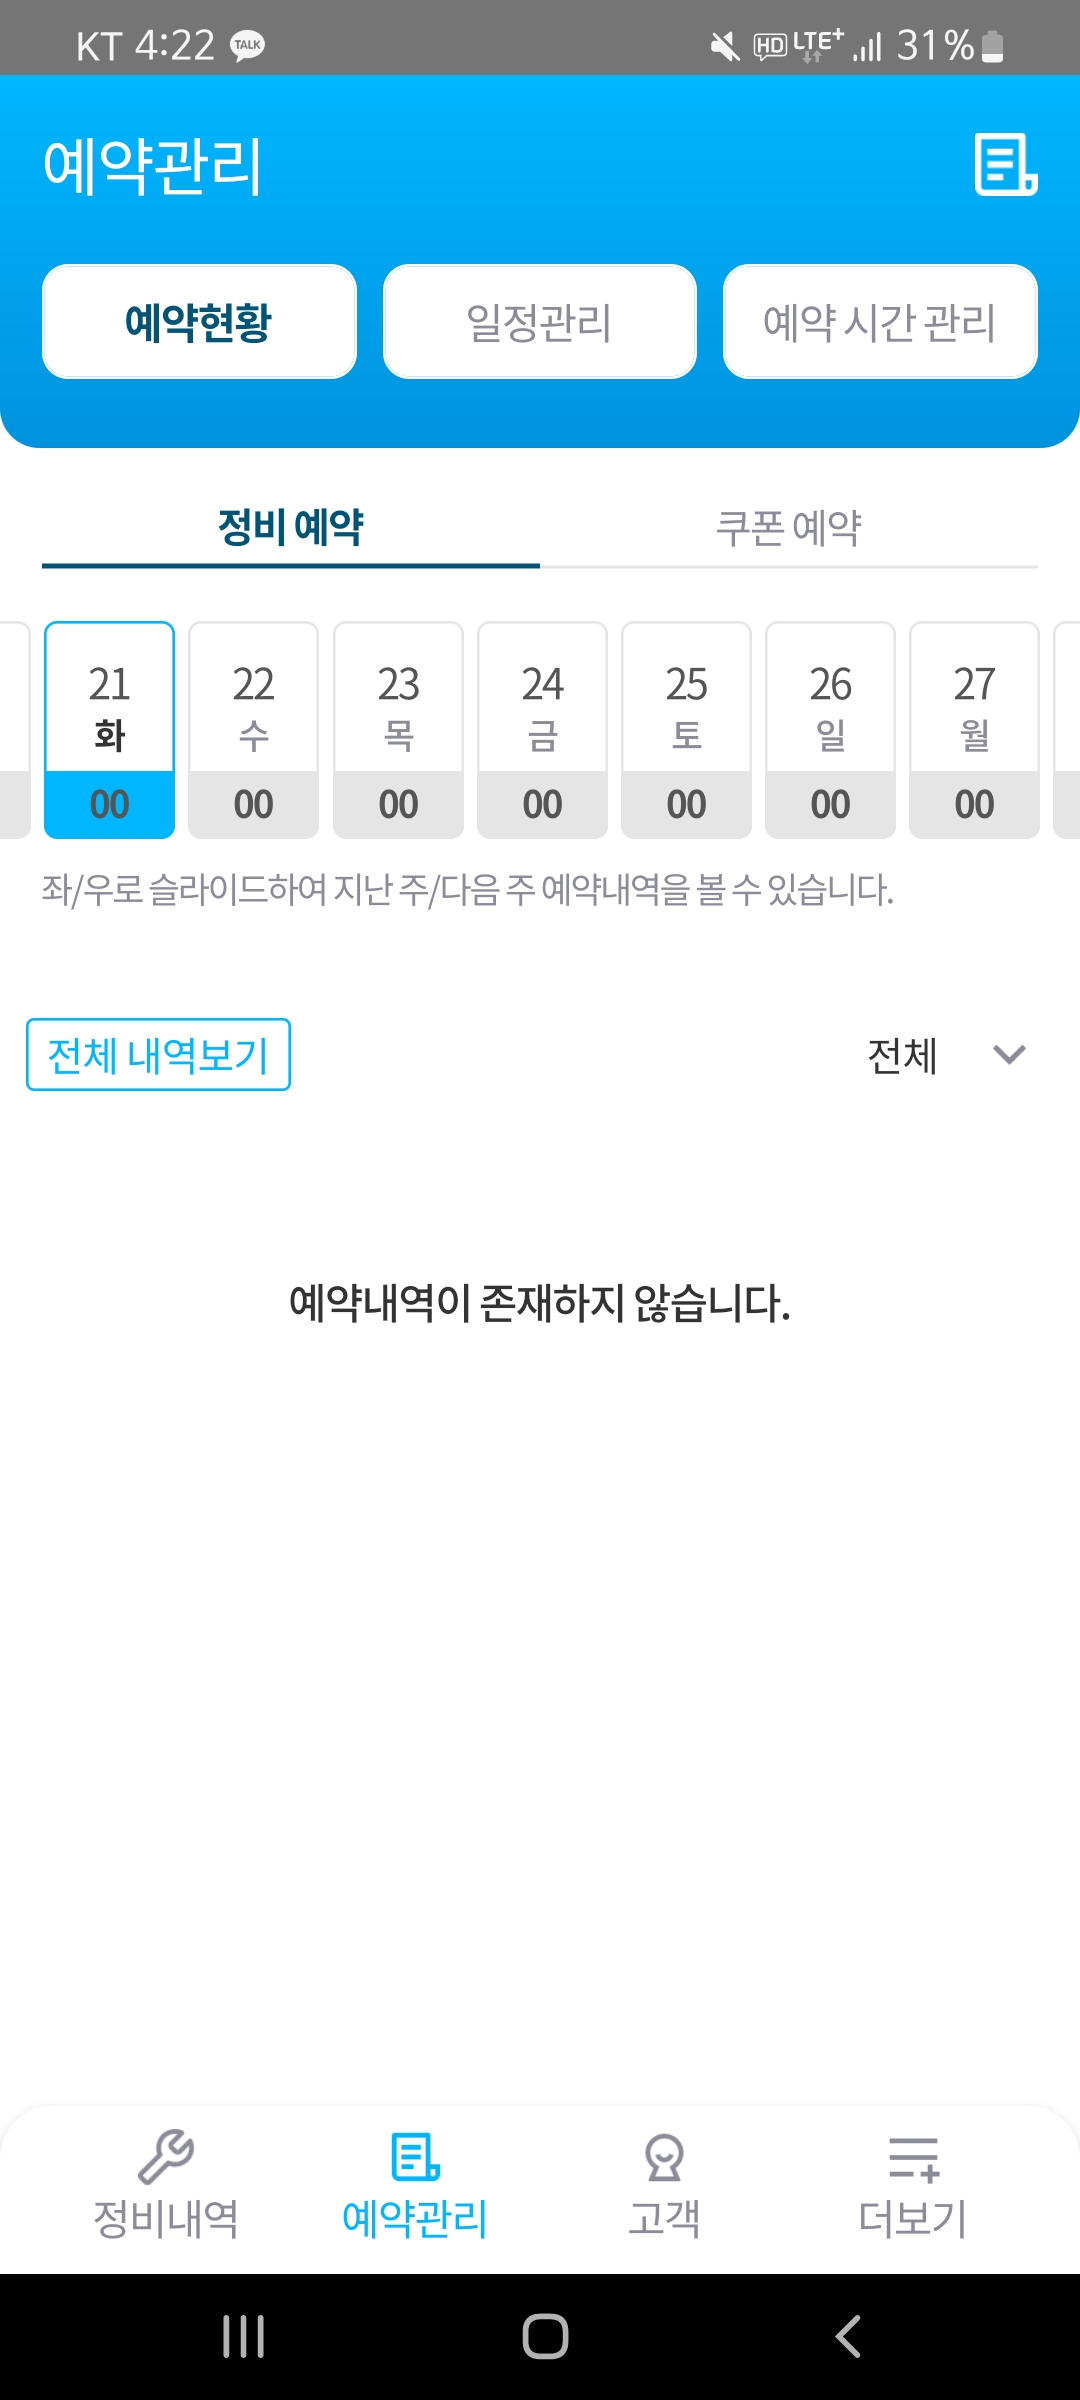 KT 4:22 TALK HD LTE+ 31%
예약관리
예약현황 일정관리 예약 시간 관리
정비 예약 쿠폰 예약
21 22 23 24 25 26 27
화 수 목 금 토 일 월
00 00 00 00 00 00 00
좌/우로 슬라이드하여 지난 주/다음 주 예약내역을 볼 수 있습니다.
전체 내역보기 전체
예약내역이 존재하지 않습니다.
정비내역 예약관리 고객 더보기